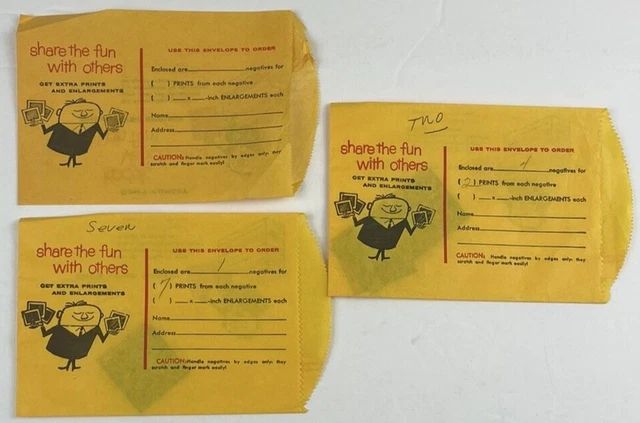 share the fun
with others
GET EXTRA PRINTS
AND ENLARGEMENTS
USE THIS ENVELOPE TO ORDER
Enclosed are negatives for
( ) PRINTS from each negative
( ) x -inch ENLARGEMENTS each
Name
Address
CAUTION: Handle negatives by edges only: they
scratch and finger mark easily!
TWO
share the fun
with others
GET EXTRA PRINTS
AND ENLARGEMENTS
USE THIS ENVELOPE TO ORDER
Enclosed are negatives for
(2) PRINTS from each negative
( ) x -inch ENLARGEMENTS each
Name
Address
CAUTION: Handle negatives by edges only: they
scratch and finger mark easily!
Seven
share the fun
with others
GET EXTRA PRINTS
AND ENLARGEMENTS
USE THIS ENVELOPE TO ORDER
Enclosed are 1 negatives for
(7) PRINTS from each negative
( ) x -inch ENLARGEMENTS each
Name
Address
CAUTION: Handle negatives by edges only: they
scratch and finger mark easily!